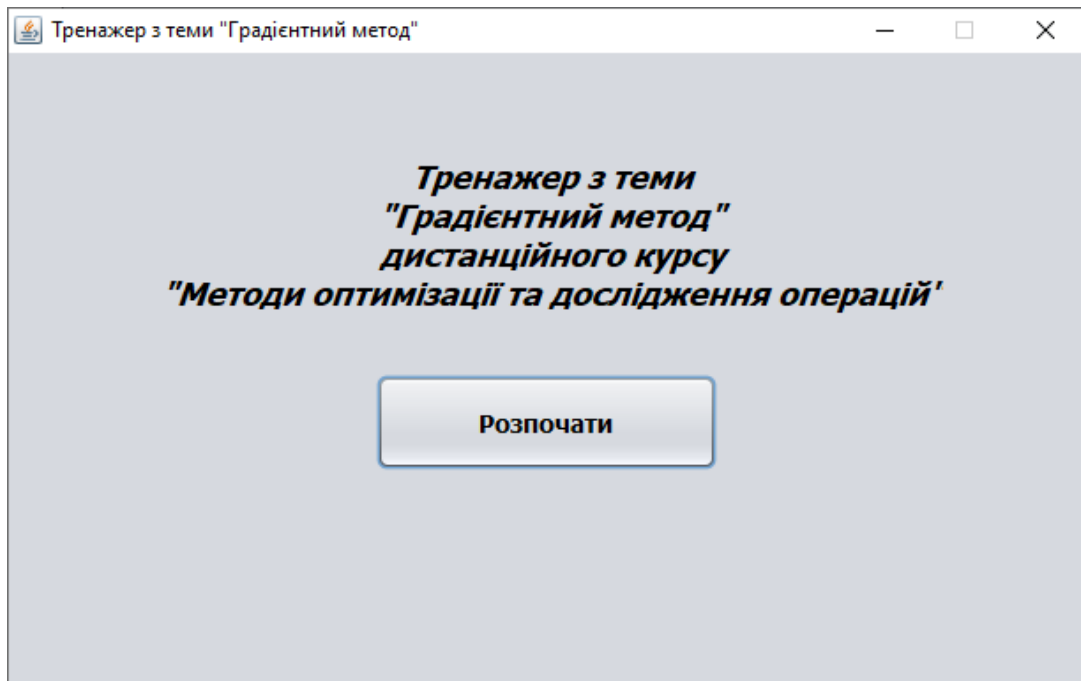 Тренажер з теми "Градієнтний метод"
Тренажер з теми
"Градієнтний метод"
дистанційного курсу
"Методи оптимізації та дослідження операцій"
Розпочати